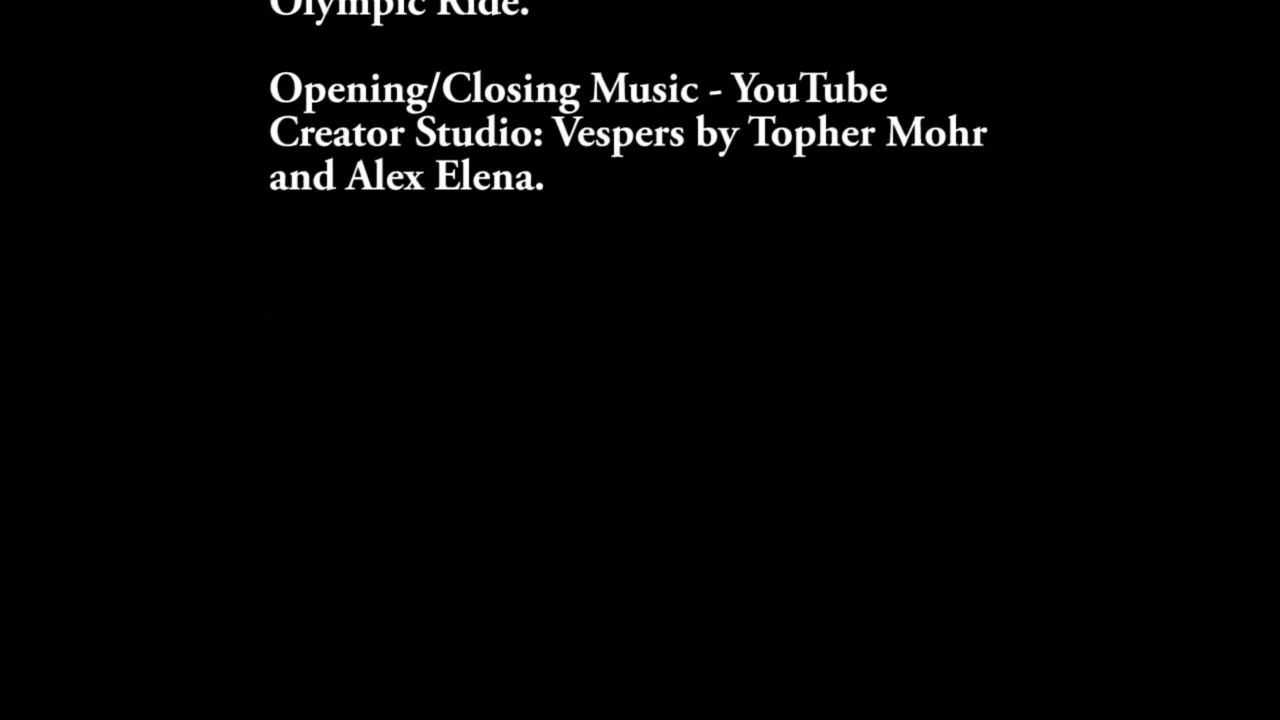 Olympic Ride.
Opening/Closing Music - YouTube
Creator Studio: Vespers by Topher Mohr
and Alex Elena.